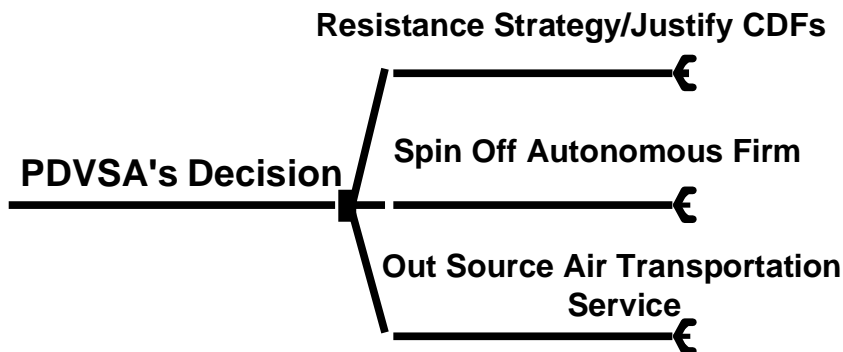 Resistance Strategy/Justify CDFs
Spin Off Autonomous Firm
PDVSA's Decision
Out Source Air Transportation
Service